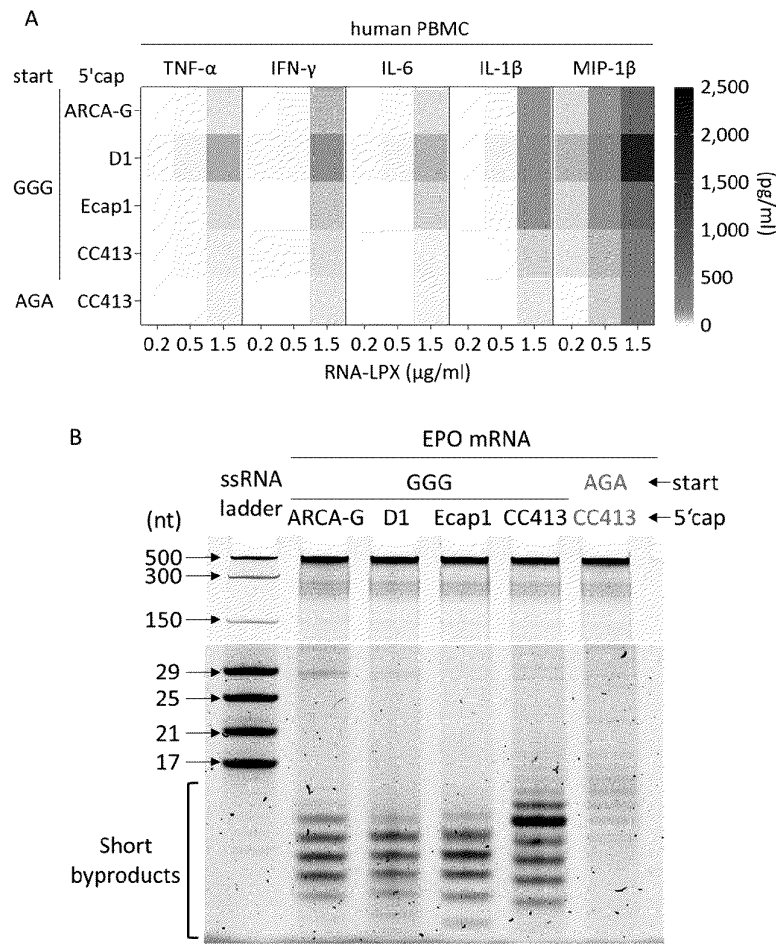 A
human PBMC
start 5'cap TNF-α IFN-γ IL-6 IL-1β MIP-1β
ARCA-G
D1
GGG
Ecap1
CC413
AGA CC413
2,500
2,000
1,500
1,000
500
0
(pg/ml)
0.2 0.5 1.5 0.2 0.5 1.5 0.2 0.5 1.5 0.2 0.5 1.5 0.2 0.5 1.5
RNA-LPX (μg/ml)
B
EPO mRNA
ssRNA ladder
GGG AGA ←start
(nt) ARCA-G D1 Ecap1 CC413 CC413 ←5‘cap
500
300
150
29
25
21
17
Short
byproducts